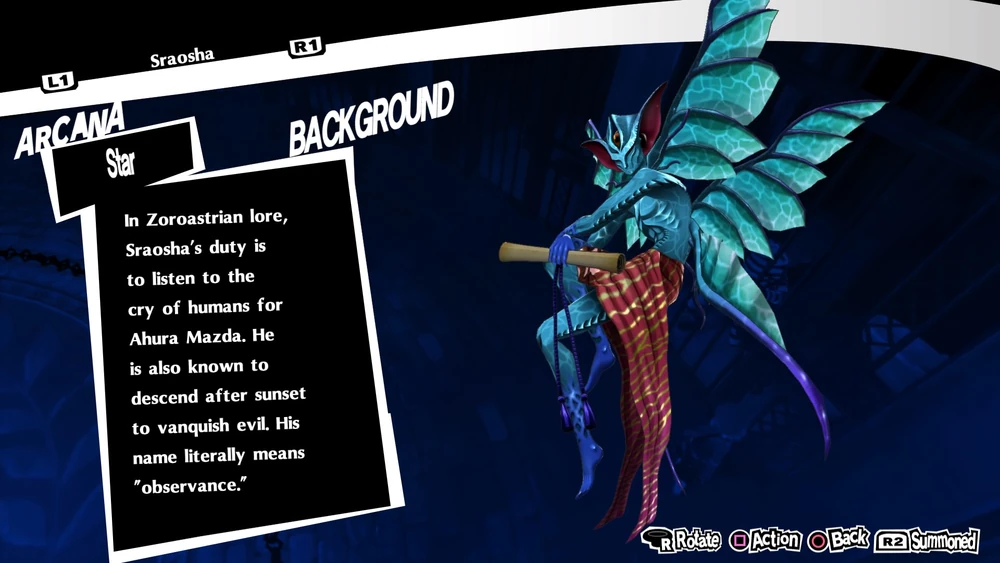 L1
Sraosha
R1
ARCANA
Star
BACKGROUND
In Zoroastrian lore,
Sraosha's duty is
to listen to the
cry of humans for
Ahura Mazda. He
is also known to
descend after sunset
to vanquish evil. His
name literally means
"observance."
R Rotate Action Back R2 Summoned